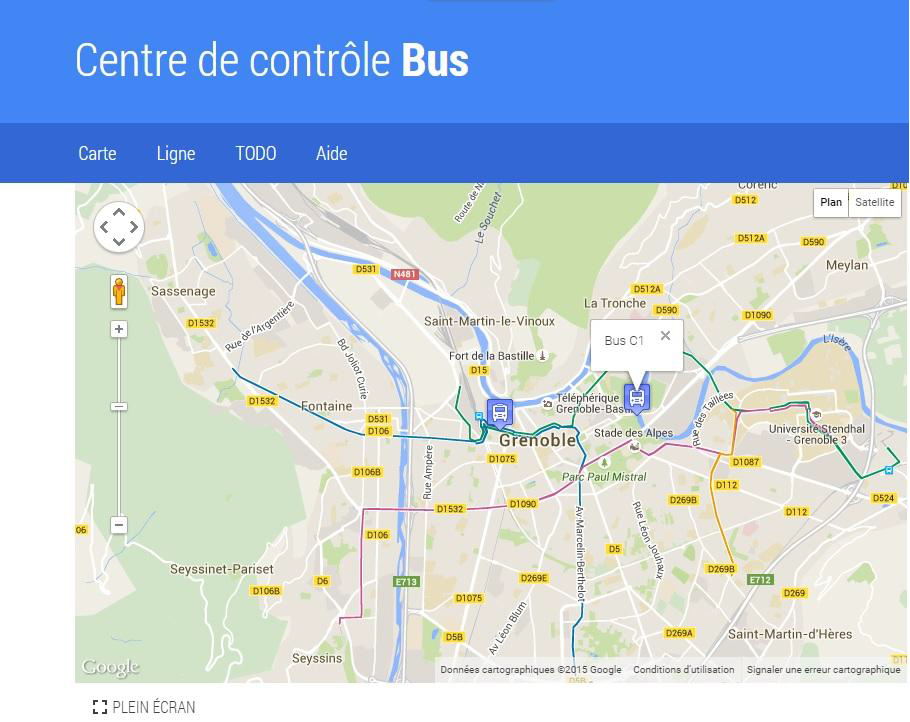 Centre de contrôle Bus
Carte Ligne TODO Aide
Corenc
Plan Satellite
D512
Route de N
Le Souchet
D512A
D590
Meylan
D531
N481
Sassenage
La Tronche
D512A
D590
D1090
D1532
Rue de l'Argentière
Saint-Martin-le-Vinoux
Bus C1
L'Isère
Bd Joliot Curie
Fort de la Bastille
D15
D1532
Fontaine
Téléphérique
Grenoble-Bast
Rue des Taillées
D531
D106
Grenoble
Stade des Alpes
Université Stendhal
- Grenoble 3
D1075
D1087
D106B
Rue Ampère
Parc Paul Mistral
D112
D524
D269B
D1532
D1090
D112
06
D106
Av Marcelin Berthelot
Rue Léon Jouhaux
D5
Seyssinet-Pariset
D269B
D6
E713
D269E
E712
D106B
D1075
D269
Av Léon Blum
D5B
D269A
Saint-Martin-d'Hères
Seyssins
Google
Données cartographiques ©2015 Google Conditions d'utilisation Signaler une erreur cartographique
D5B
PLEIN ÉCRAN